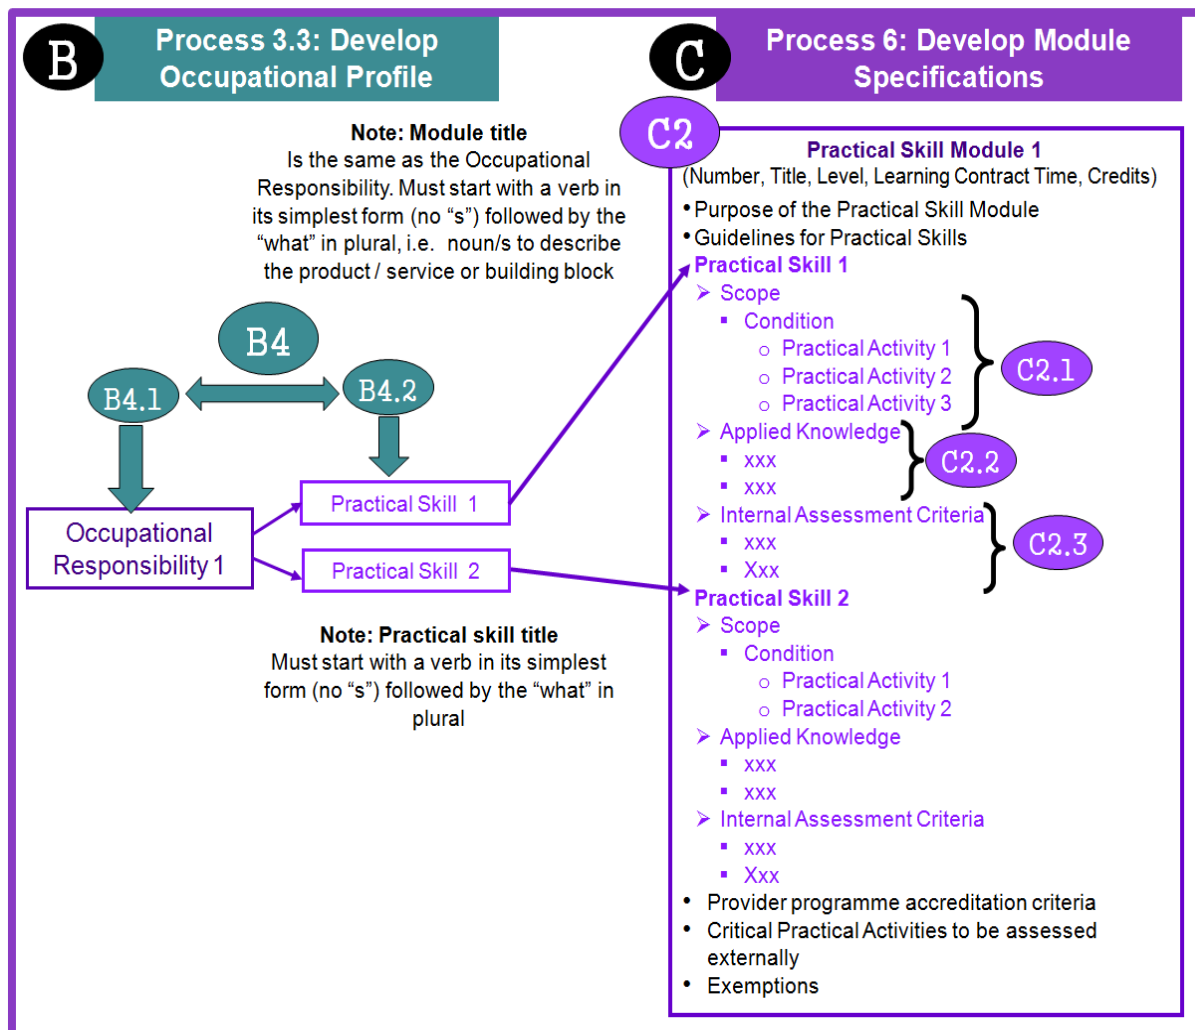 B
Process 3.3: Develop
Occupational Profile
C
Process 6: Develop Module
Specifications
Note: Module title
Is the same as the Occupational
Responsibility. Must start with a verb in
its simplest form (no “s”) followed by the
“what” in plural, i.e. noun/s to describe
the product / service or building block
B4
B4.1
B4.2
Occupational
Responsibility 1
Practical Skill 1
Practical Skill 2
Note: Practical skill title
Must start with a verb in its simplest
form (no “s”) followed by the “what” in
plural
C2
Practical Skill Module 1
(Number, Title, Level, Learning Contract Time, Credits)
• Purpose of the Practical Skill Module
• Guidelines for Practical Skills
Practical Skill 1
➢ Scope
▪ Condition
o Practical Activity 1
o Practical Activity 2
o Practical Activity 3
C2.1
➢ Applied Knowledge
▪ xxx
▪ xxx
C2.2
➢ Internal Assessment Criteria
▪ xxx
▪ Xxx
C2.3
Practical Skill 2
➢ Scope
▪ Condition
o Practical Activity 1
o Practical Activity 2
➢ Applied Knowledge
▪ xxx
▪ xxx
➢ Internal Assessment Criteria
▪ xxx
▪ Xxx
• Provider programme accreditation criteria
• Critical Practical Activities to be assessed
externally
• Exemptions